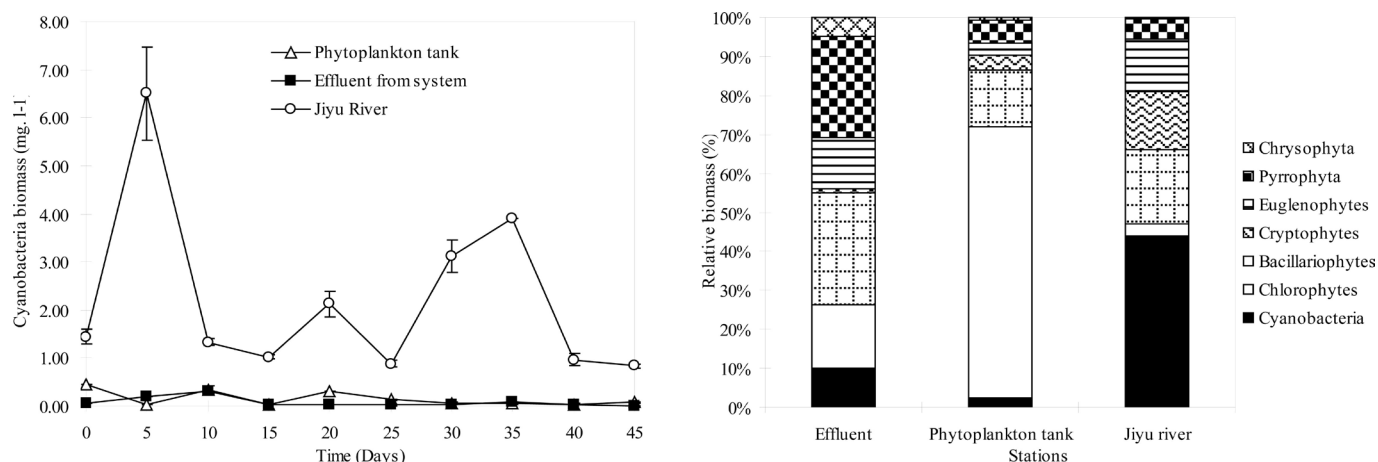 8.00
7.00
6.00
5.00
4.00
3.00
2.00
1.00
0.00
Cyanobacteria biomass (mg. l-1)
Phytoplankton tank
Effluent from system
Jiyu River
0 5 10 15 20 25 30 35 40 45
Time (Days)
100%
90%
80%
70%
60%
50%
40%
30%
20%
10%
0%
Relative biomass (%)
Effluent Phytoplankton tank Jiyu river
Stations
Chrysophyta
Pyrrophyta
Euglenophytes
Cryptophytes
Bacillariophytes
Chlorophytes
Cyanobacteria